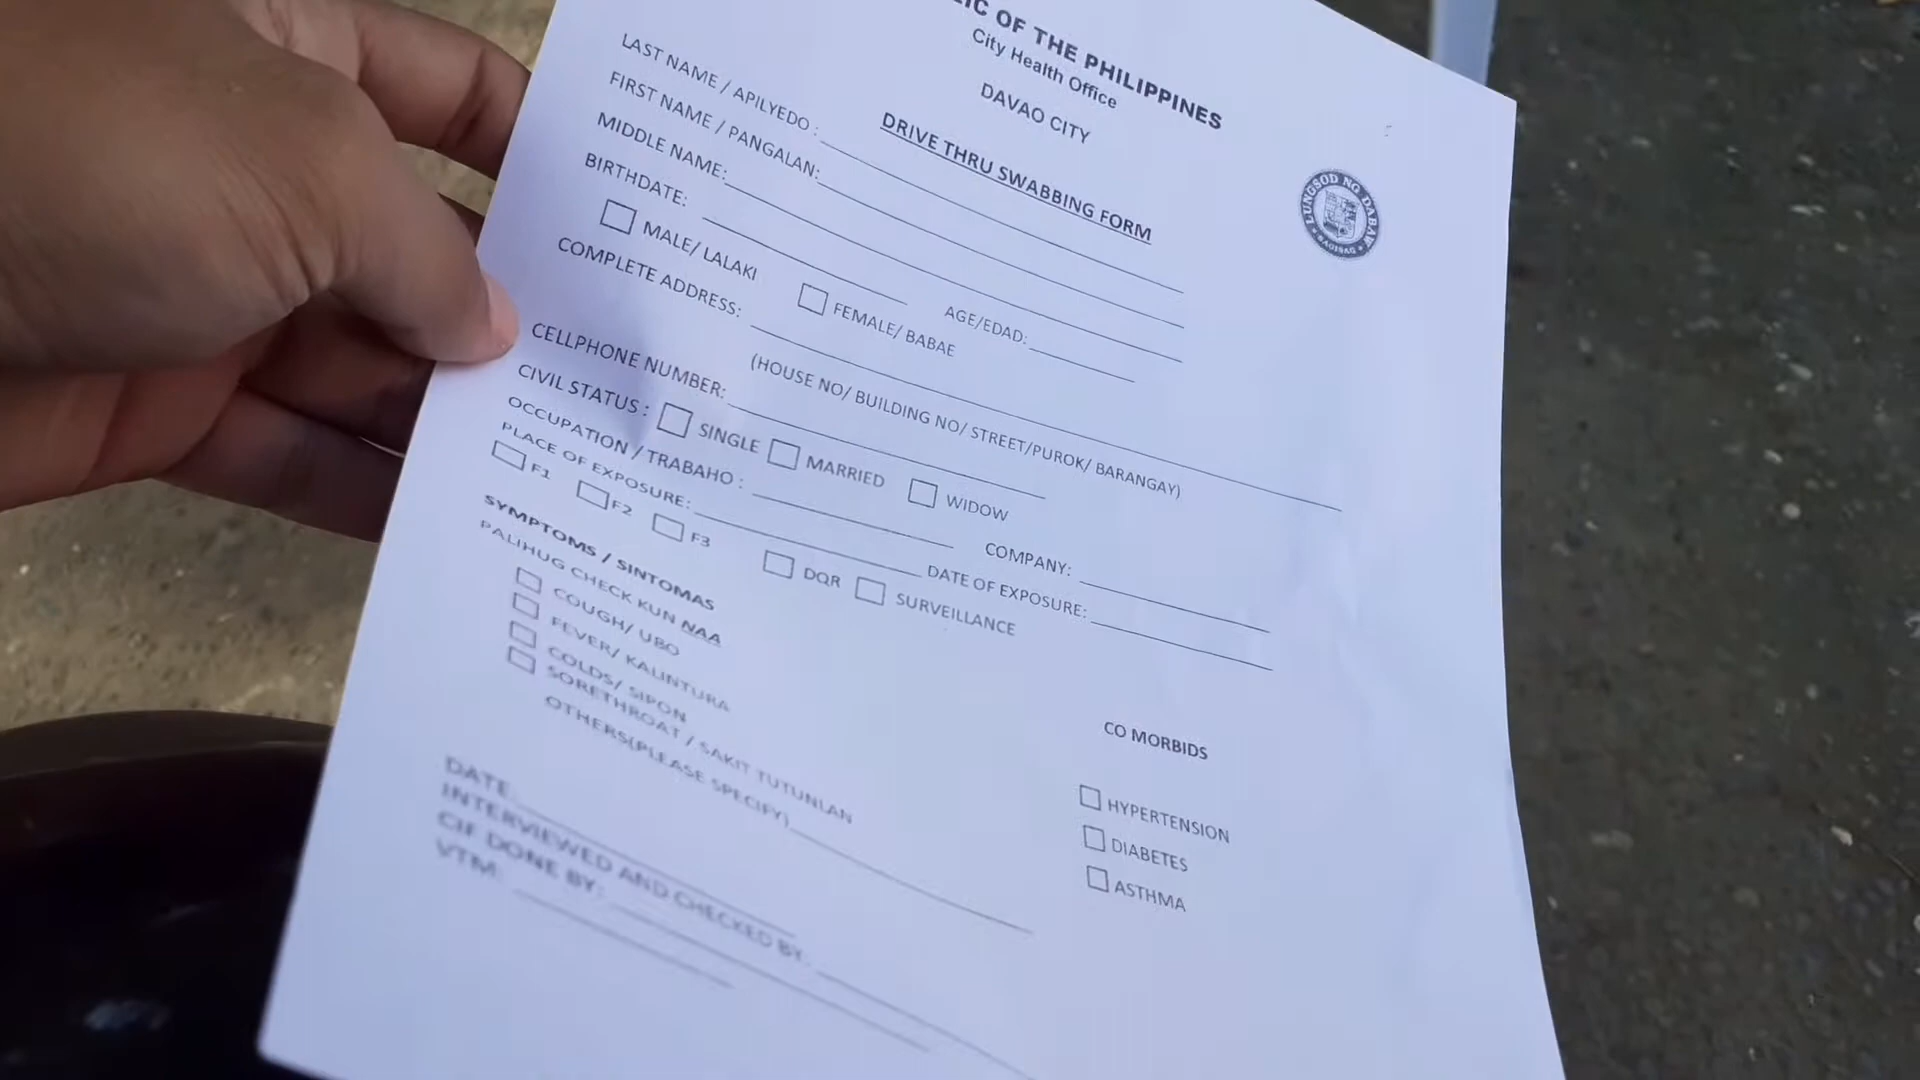 LIC OF THE PHILIPPINES
City Health Office
DAVAO CITY
DRIVE THRU SWABBING FORM
LUNGSOD NG DABAW
LAST NAME / APILYEDO :
FIRST NAME / PANGALAN:
MIDDLE NAME:
BIRTHDATE: AGE/EDAD:
MALE/ LALAKI FEMALE/ BABAE
COMPLETE ADDRESS:
(HOUSE NO/ BUILDING NO/ STREET/PUROK/ BARANGAY)
CELLPHONE NUMBER:
CIVIL STATUS : SINGLE MARRIED WIDOW
OCCUPATION / TRABAHO : COMPANY:
PLACE OF EXPOSURE: DATE OF EXPOSURE:
F1 F2 F3 DQR SURVEILLANCE
SYMPTOMS / SINTOMAS
PALIHUG CHECK KUN NAA
COUGH/ UBO
FEVER/ KALINTURA
COLDS/ SIPON
SORETHROAT / SAKIT TUTUNLAN
OTHERS(PLEASE SPECIFY)
CO MORBIDS
HYPERTENSION
DIABETES
ASTHMA
DATE
INTERVIEWED AND CHECKED BY:
CIF DONE BY:
VTM: